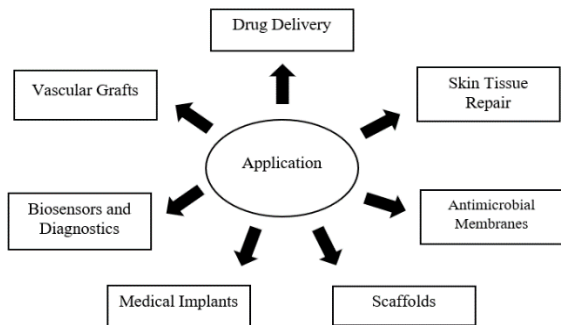 Drug Delivery
Vascular Grafts
Skin Tissue
Repair
Application
Biosensors and
Diagnostics
Antimicrobial
Membranes
Medical Implants
Scaffolds